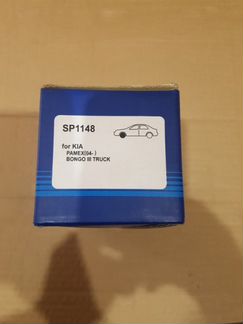 SP1148
for KIA
PAMEX(04- )
BONGO III TRUCK